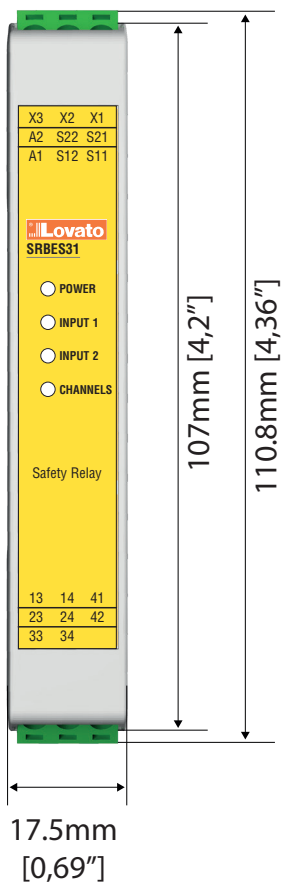 X3 X2 X1
A2 S22 S21
A1 S12 S11
Lovato
SRBES31
POWER
INPUT 1
INPUT 2
CHANNELS
Safety Relay
13 14 41
23 24 42
33 34
107mm [4,2”]
110.8mm [4,36”]
17.5mm
[0,69”]